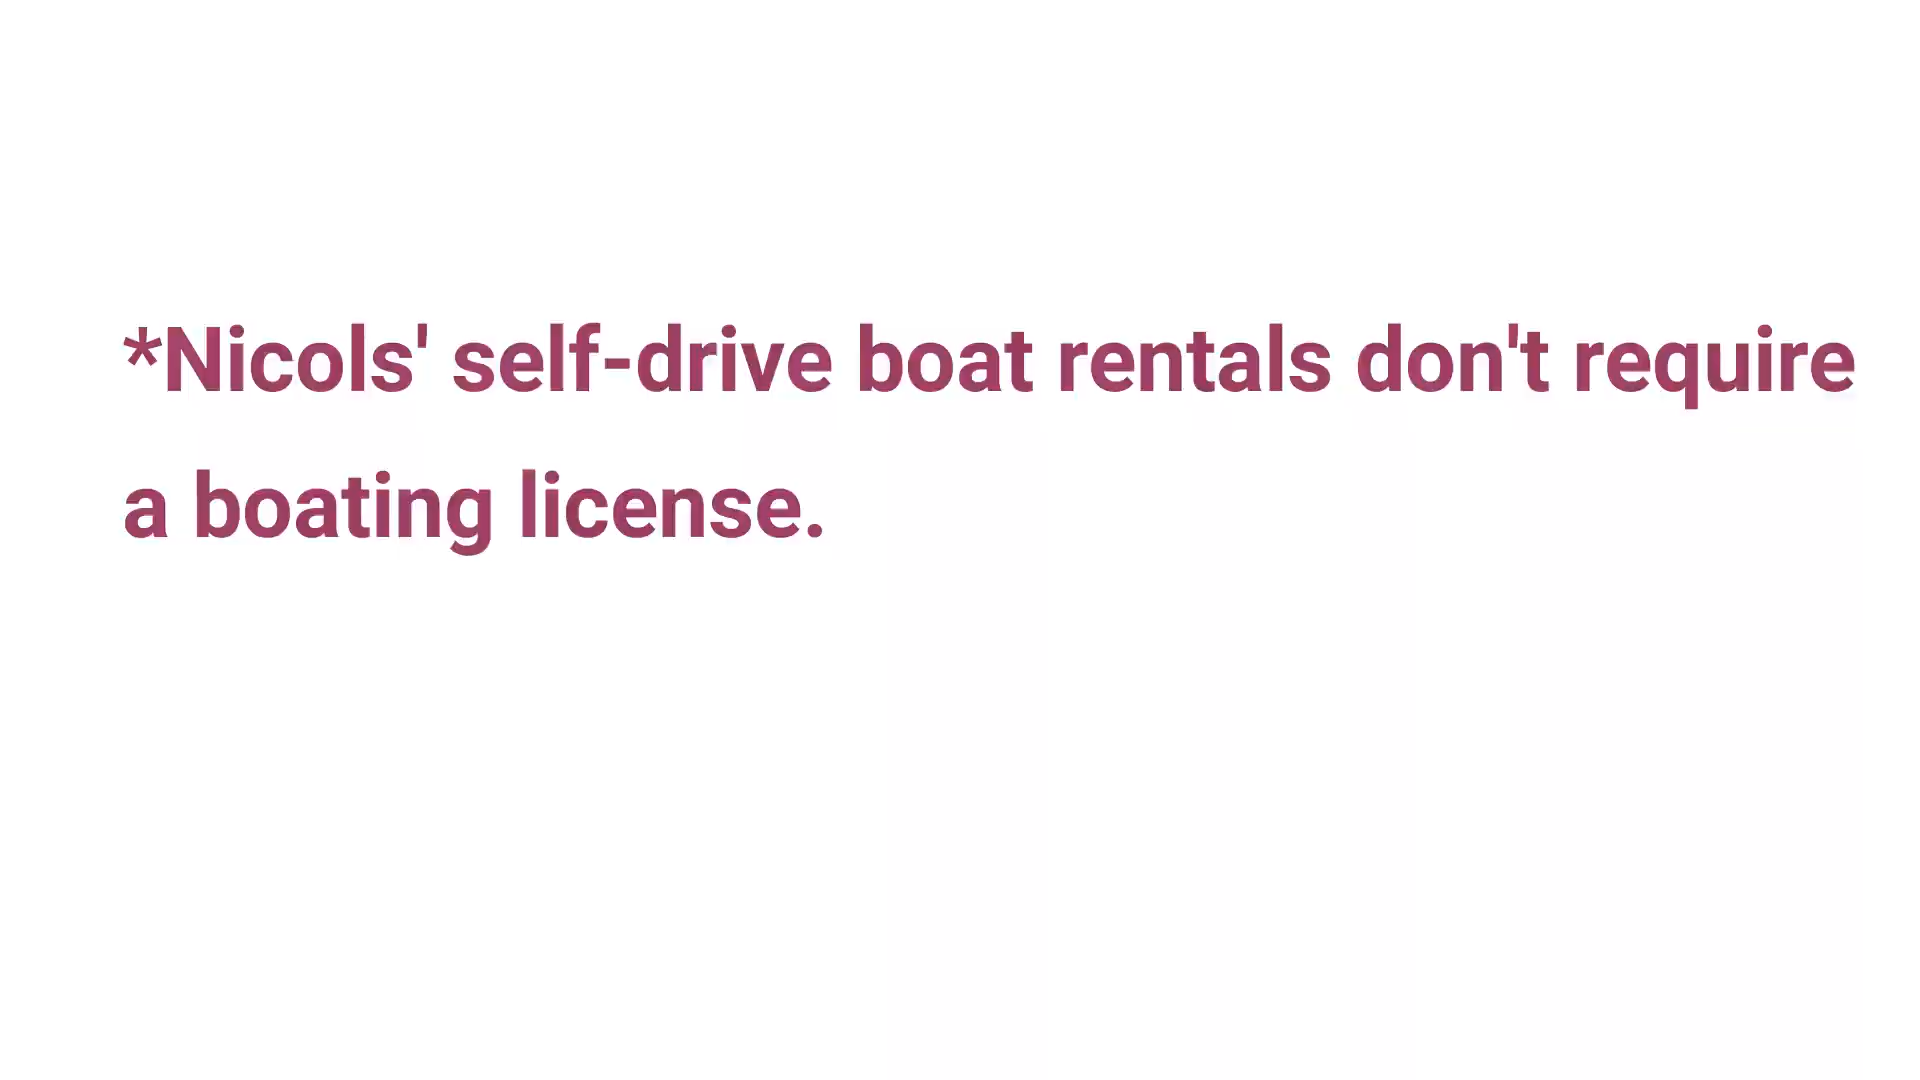 *Nicols' self-drive boat rentals don't require
a boating license.